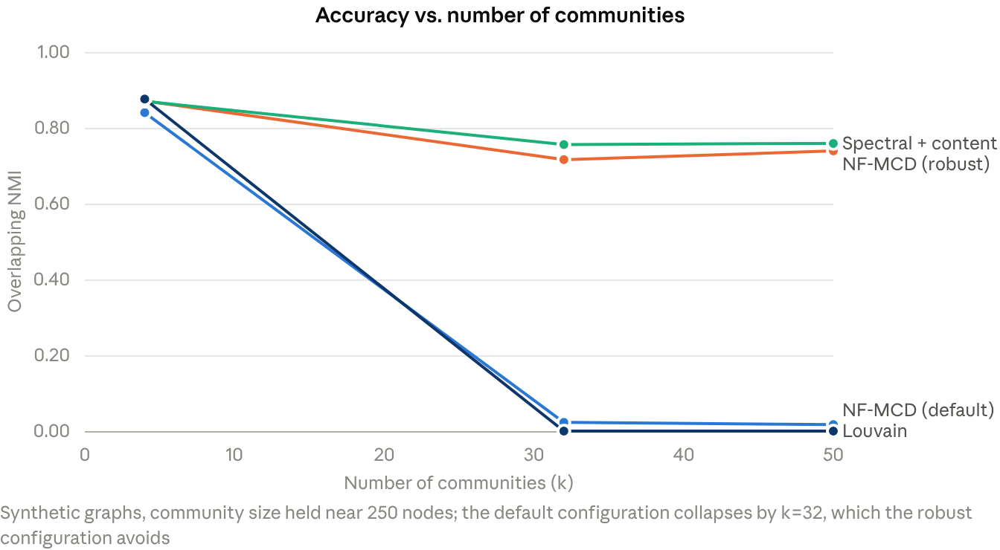 Accuracy vs. number of communities
1.00
0.80
0.60
0.40
0.20
0.00
Overlapping NMI
Spectral + content
NF-MCD (robust)
NF-MCD (default)
Louvain
0 10 20 30 40 50
Number of communities (k)
Synthetic graphs, community size held near 250 nodes; the default configuration collapses by k=32, which the robust
configuration avoids